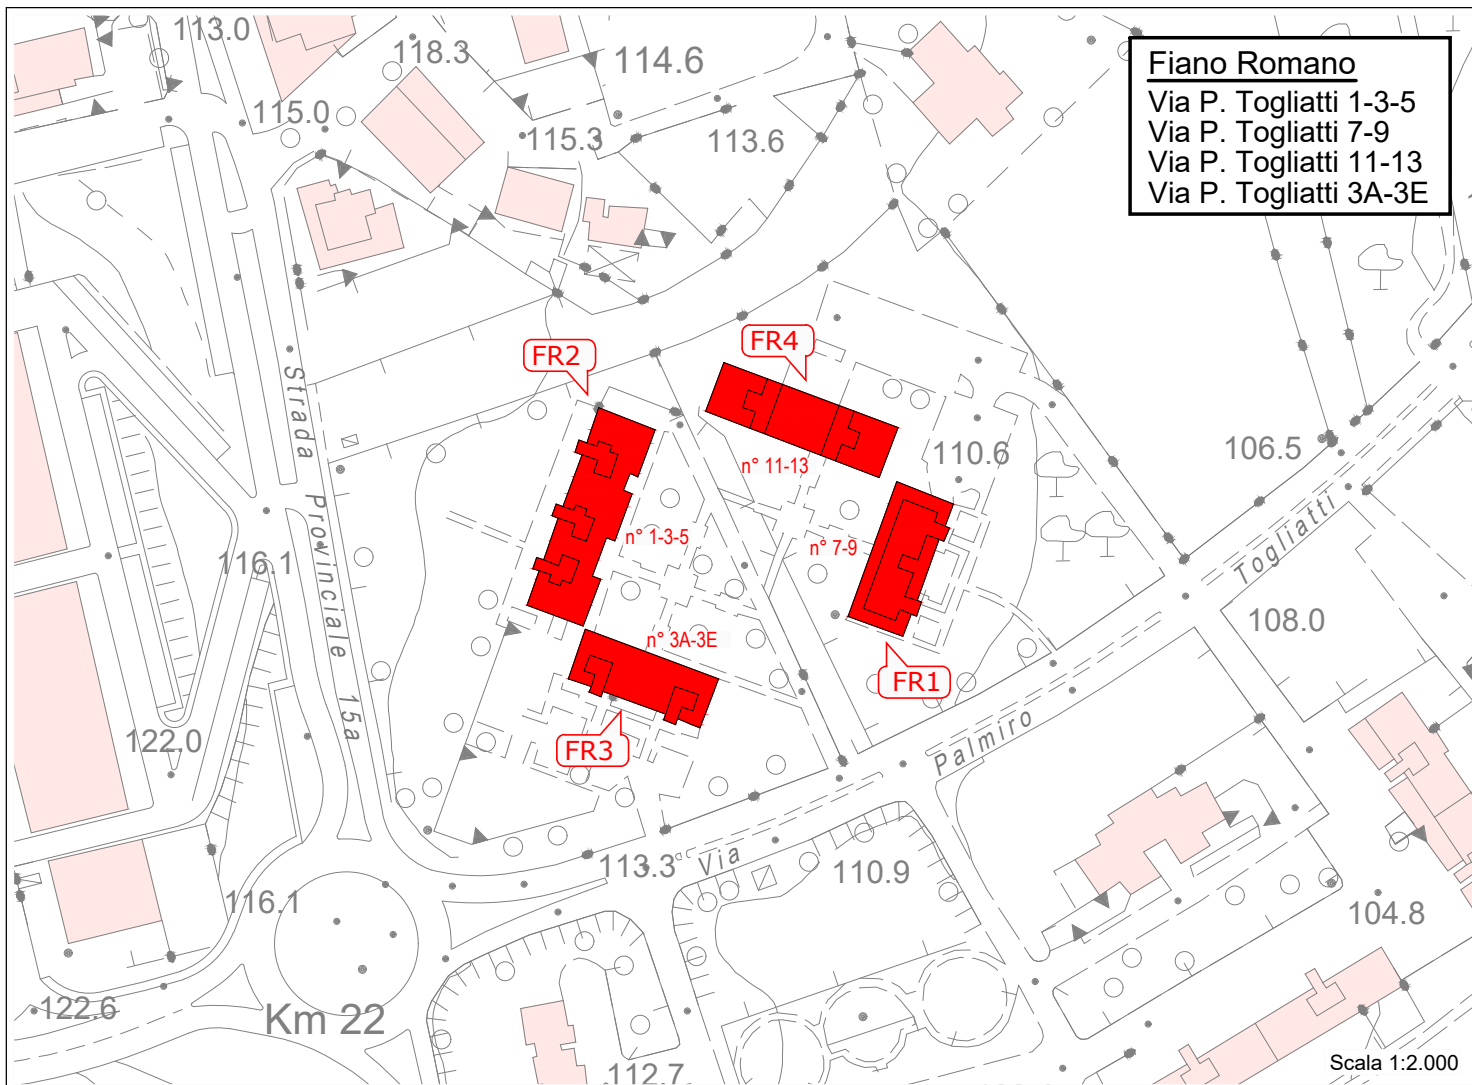 113.0
118.3
114.6
Fiano Romano
Via P. Togliatti 1-3-5
Via P. Togliatti 7-9
Via P. Togliatti 11-13
Via P. Togliatti 3A-3E
115.0
115.3
113.6
FR4
FR2
Strada Provinciale 15a
n° 11-13
110.6
106.5
n° 1-3-5
n° 7-9
116.1
Via Palmiro Togliatti
108.0
n° 3A-3E
FR1
122.0
FR3
113.3
110.9
116.1
104.8
122.6
Km 22
112.7
Scala 1:2.000